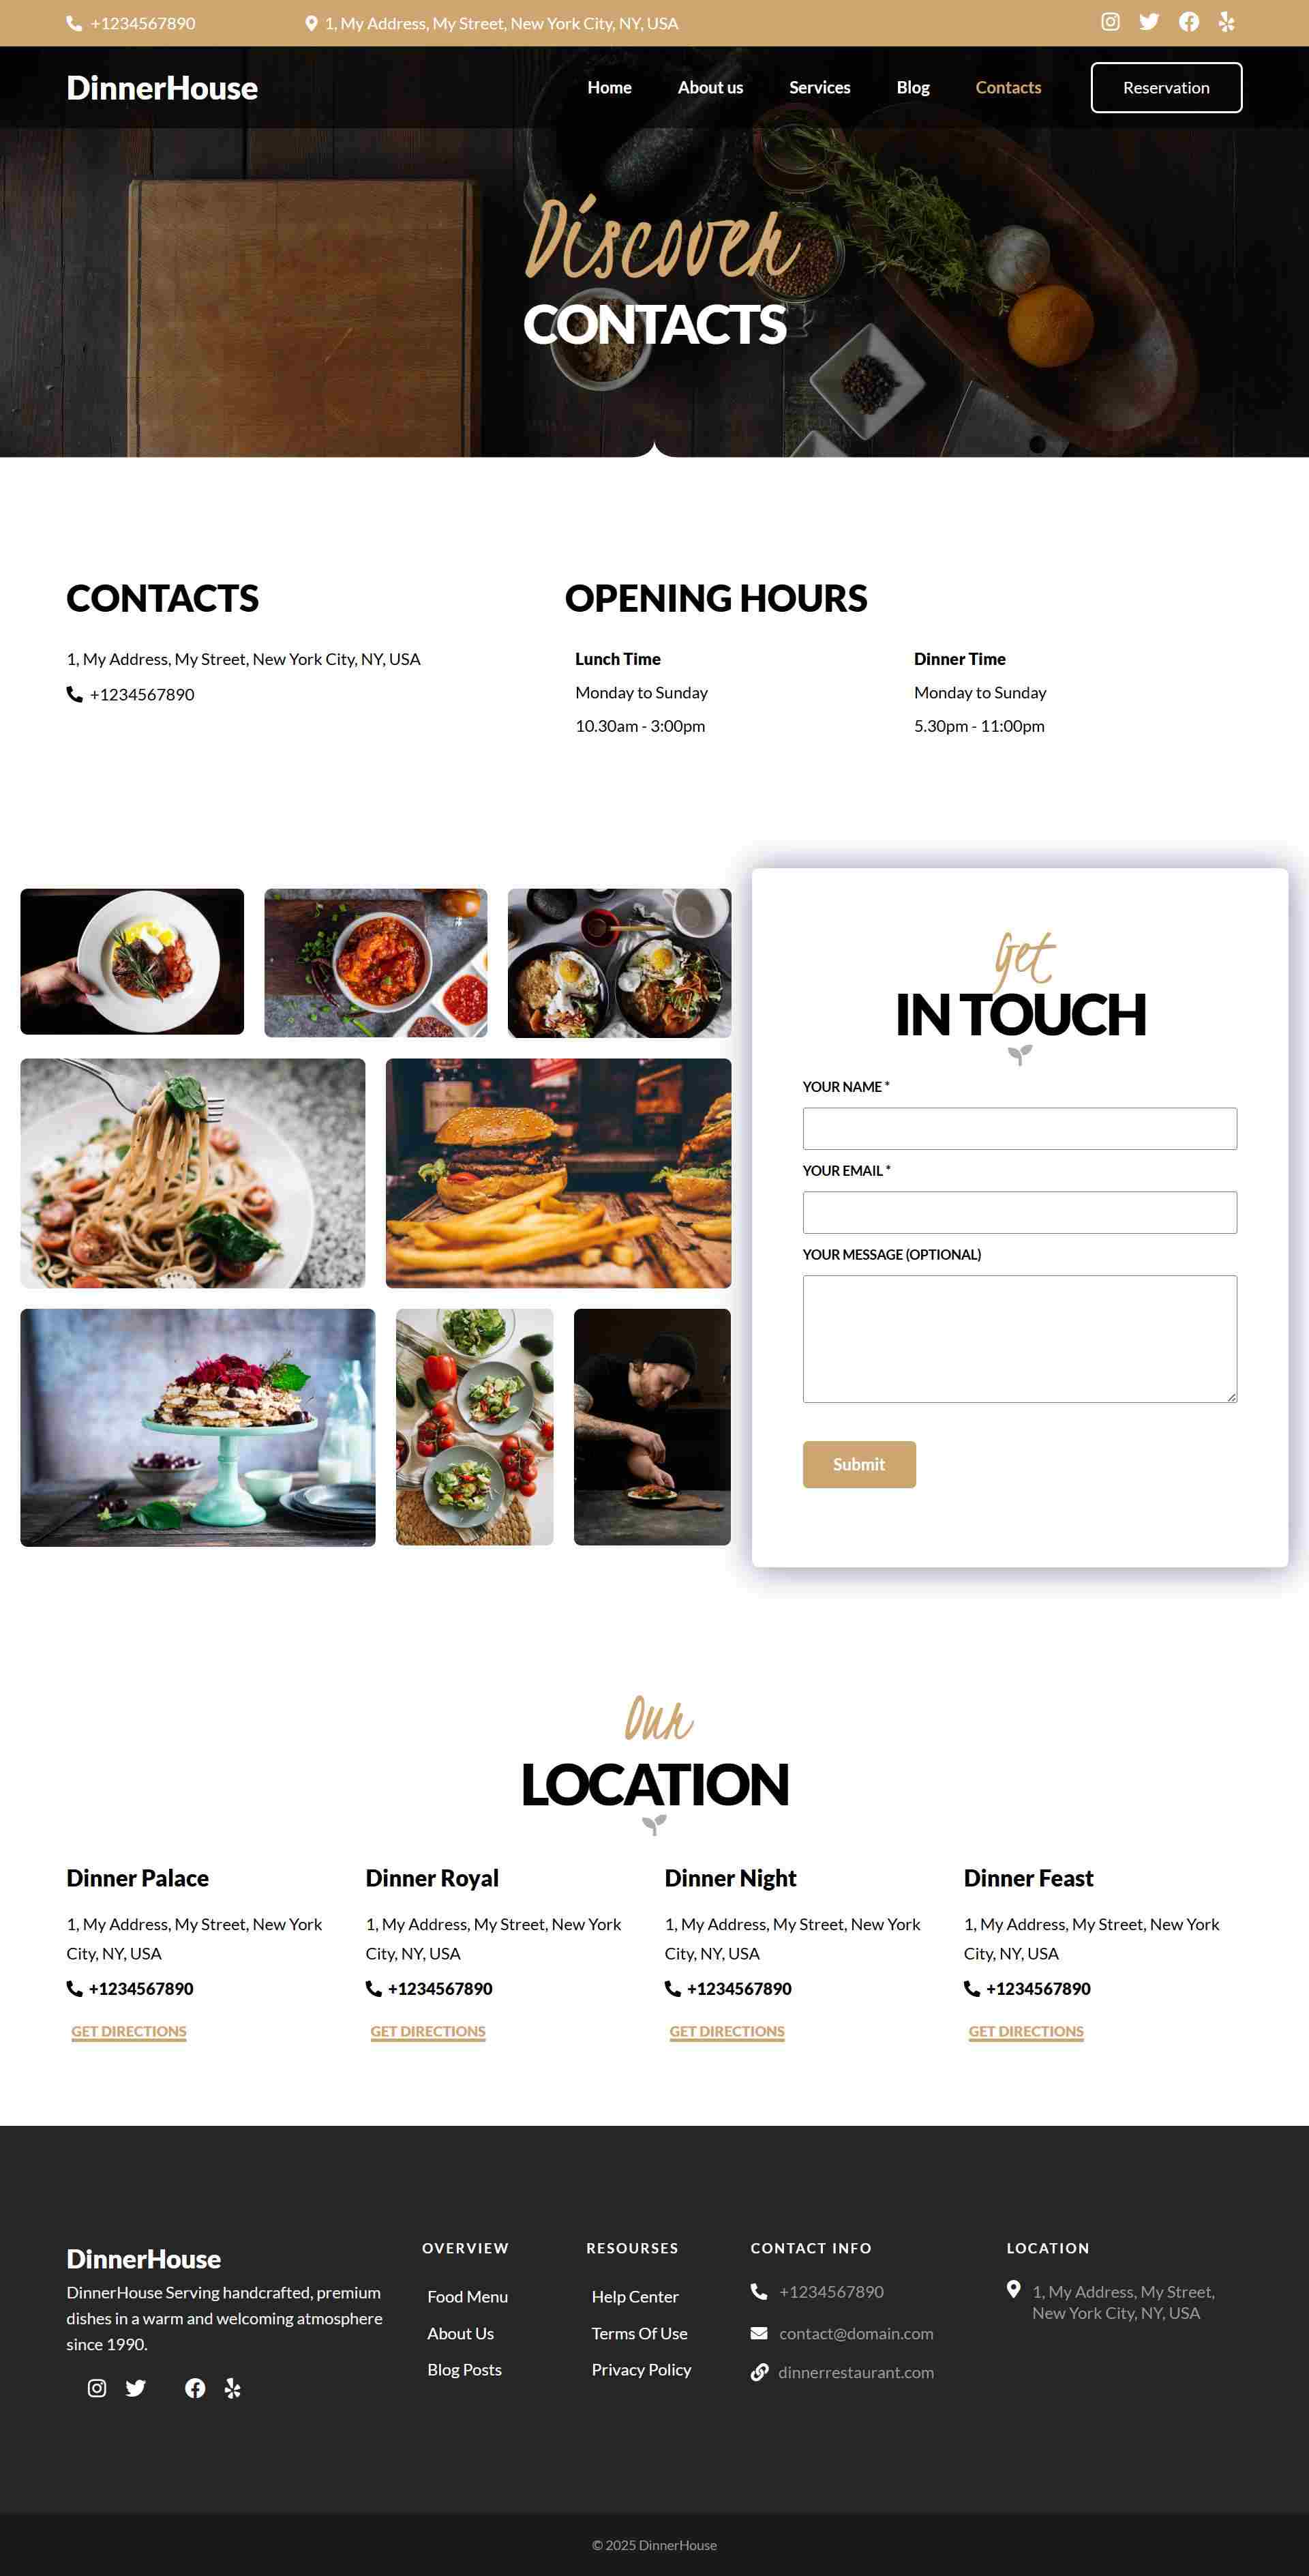 +1234567890
1, My Address, My Street, New York City, NY, USA
DinnerHouse
Home
About us
Services
Blog
Contacts
Reservation
Discover
CONTACTS
CONTACTS
1, My Address, My Street, New York City, NY, USA
+1234567890
OPENING HOURS
Lunch Time
Monday to Sunday
10.30am - 3:00pm
Dinner Time
Monday to Sunday
5.30pm - 11:00pm
Get
IN TOUCH
YOUR NAME *
YOUR EMAIL *
YOUR MESSAGE (OPTIONAL)
Submit
Our
LOCATION
Dinner Palace
1, My Address, My Street, New York
City, NY, USA
+1234567890
GET DIRECTIONS
Dinner Royal
1, My Address, My Street, New York
City, NY, USA
+1234567890
GET DIRECTIONS
Dinner Night
1, My Address, My Street, New York
City, NY, USA
+1234567890
GET DIRECTIONS
Dinner Feast
1, My Address, My Street, New York
City, NY, USA
+1234567890
GET DIRECTIONS
DinnerHouse
DinnerHouse Serving handcrafted, premium
dishes in a warm and welcoming atmosphere
since 1990.
OVERVIEW
Food Menu
About Us
Blog Posts
RESOURSES
Help Center
Terms Of Use
Privacy Policy
CONTACT INFO
+1234567890
contact@domain.com
dinnerrestaurant.com
LOCATION
1, My Address, My Street,
New York City, NY, USA
© 2025 DinnerHouse